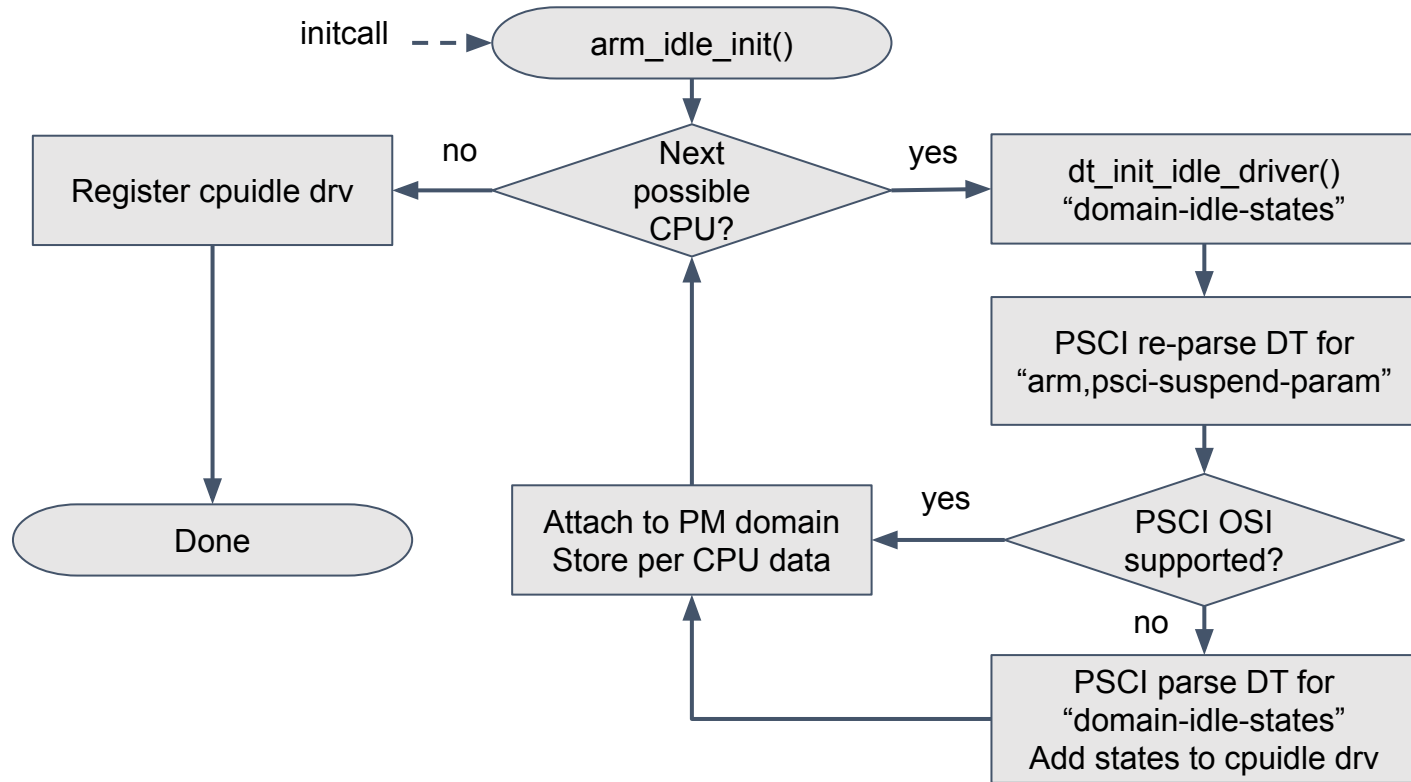 initcall
arm_idle_init()
no
Next
possible
CPU?
yes
Register cpuidle drv
dt_init_idle_driver()
“domain-idle-states”
PSCI re-parse DT for
“arm,psci-suspend-param”
Done
Attach to PM domain
Store per CPU data
yes
PSCI OSI
supported?
no
PSCI parse DT for
“domain-idle-states”
Add states to cpuidle drv